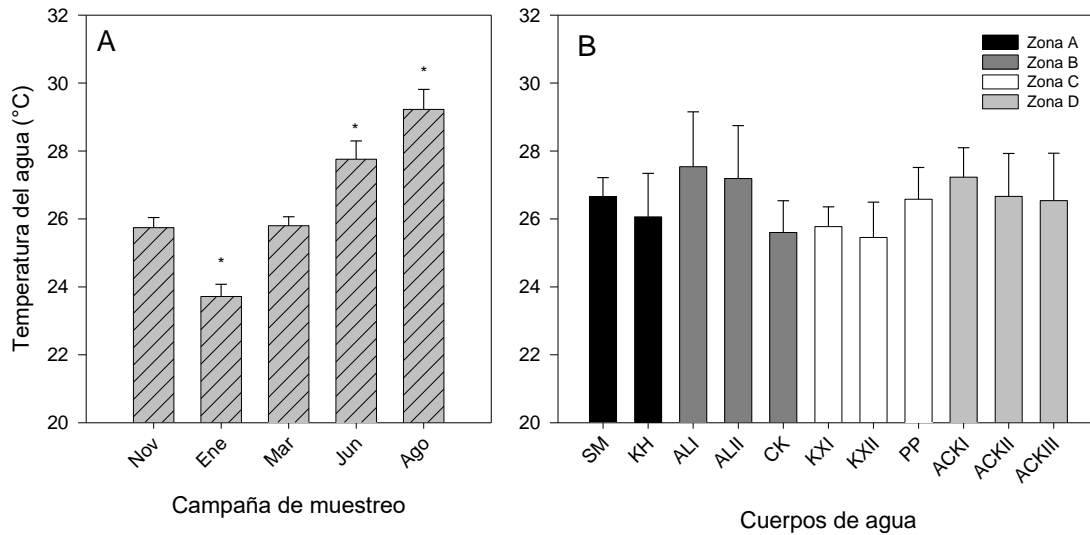 A
Temperatura del agua (°C)
32
30
28
26
24
22
20
*
*
*
Nov
Ene
Mar
Jun
Ago
Campaña de muestreo
B
Zona A
Zona B
Zona C
Zona D
32
30
28
26
24
22
20
SM
KH
ALI
ALII
CK
KXI
KXII
PP
ACKI
ACKII
ACKIII
Cuerpos de agua